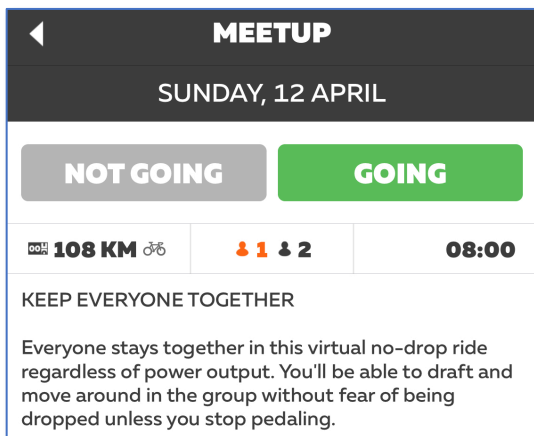 MEETUP
SUNDAY, 12 APRIL
NOT GOING GOING
108 KM 1 2 08:00
KEEP EVERYONE TOGETHER
Everyone stays together in this virtual no-drop ride
regardless of power output. You'll be able to draft and
move around in the group without fear of being
dropped unless you stop pedaling.